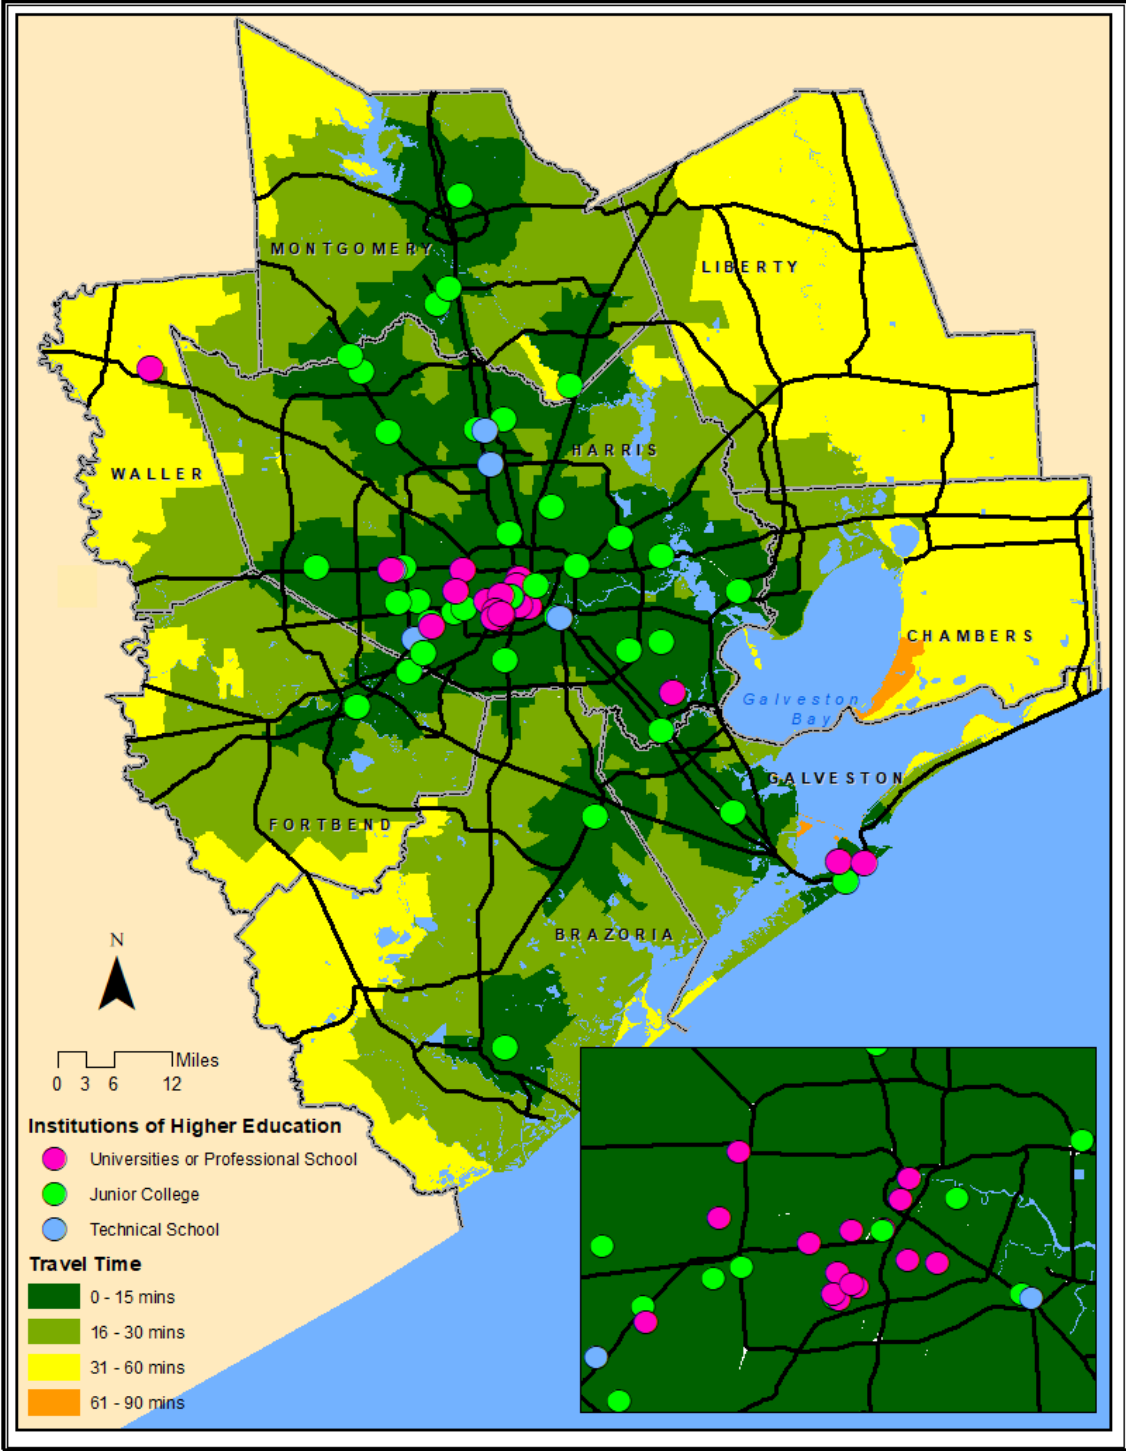 MONTGOMERY
LIBERTY
HARRIS
WALLER
CHAMBERS
Galveston
Bay
GALVESTON
FORTBEND
BRAZORIA
N
Miles
0 3 6 12
Institutions of Higher Education
Universities or Professional School
Junior College
Technical School
Travel Time
0 - 15 mins
16 - 30 mins
31 - 60 mins
61 - 90 mins